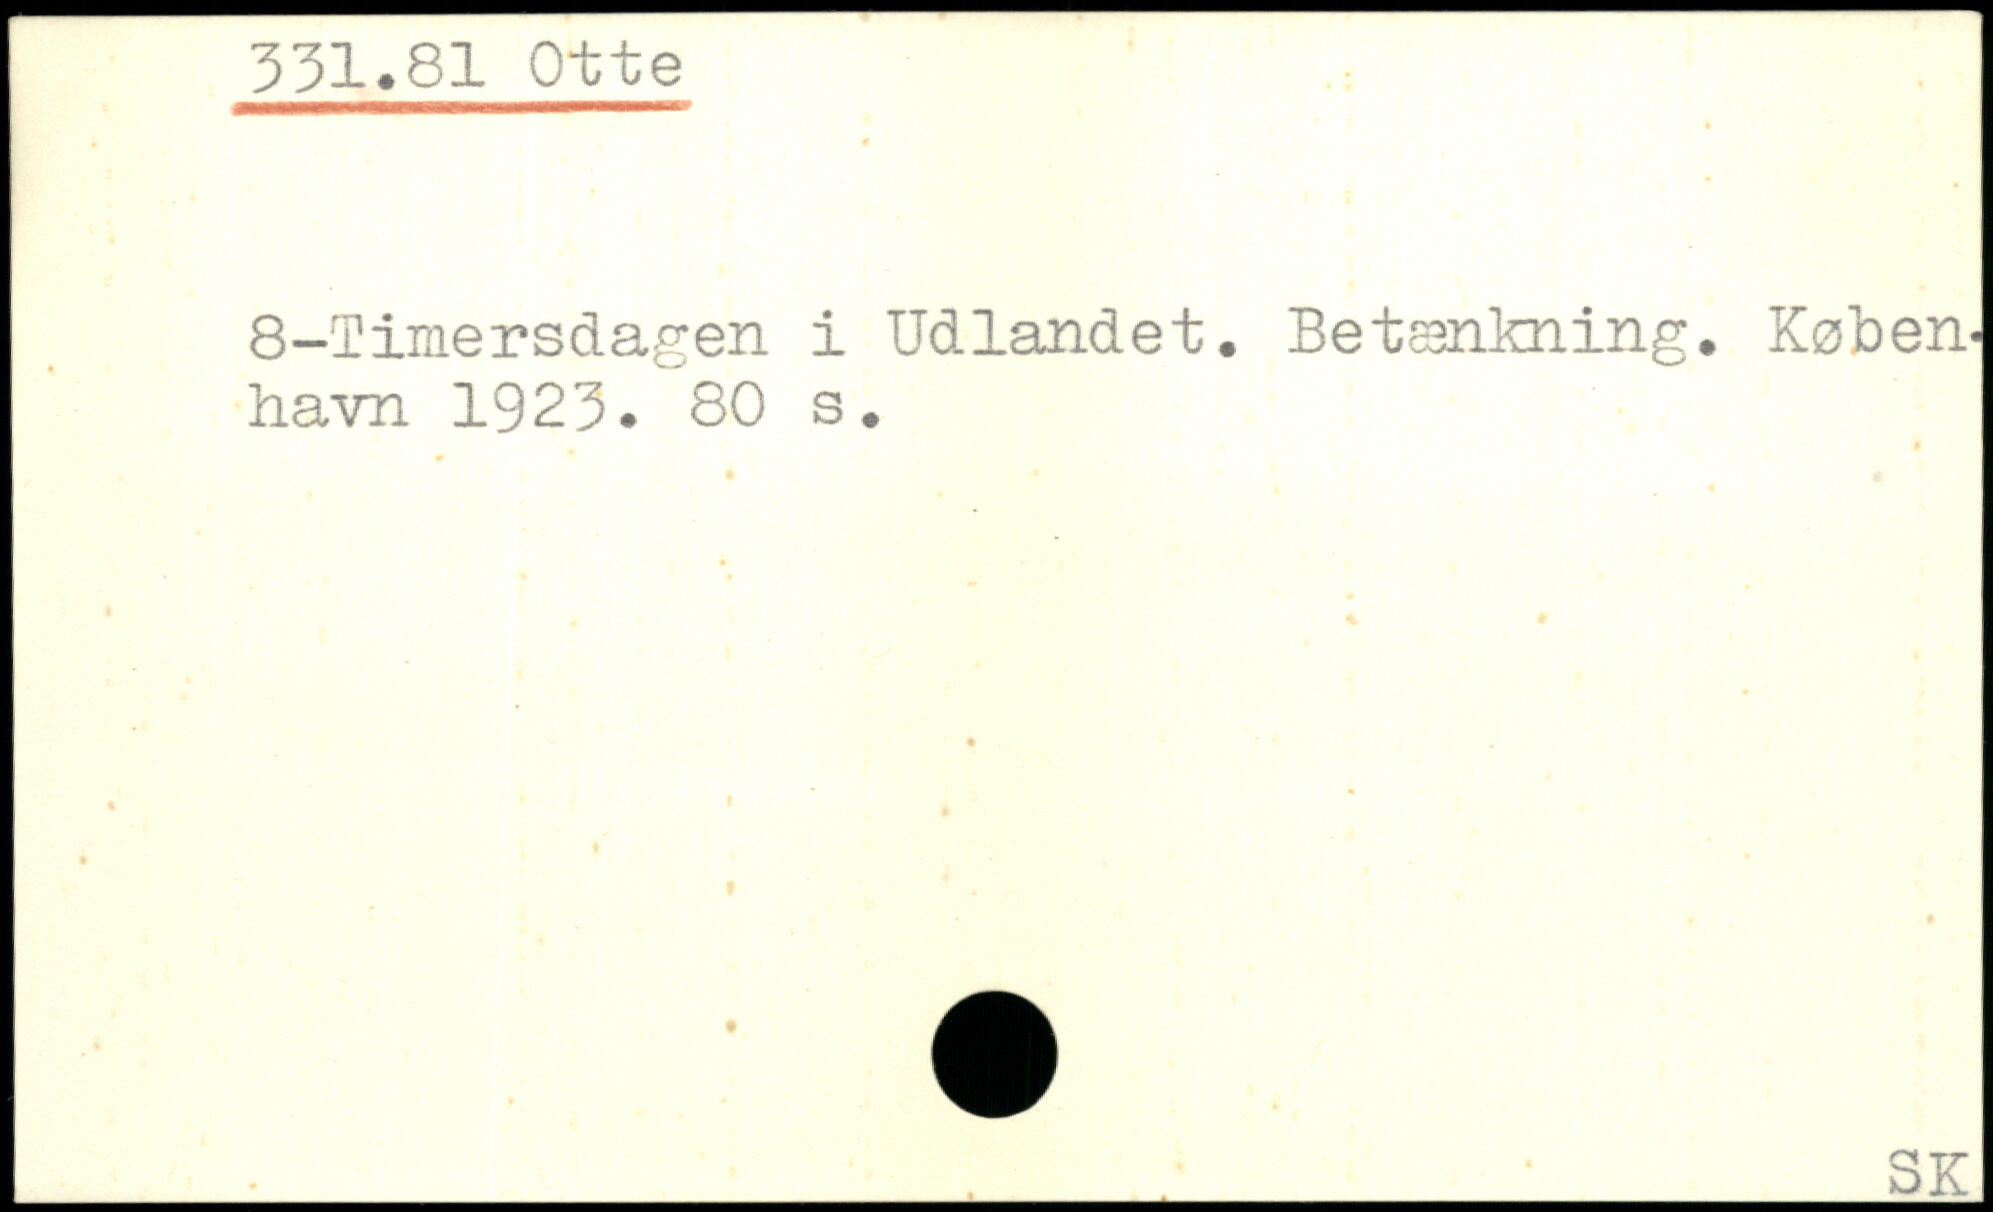 331.81 Otte
8-Timersdagen i Udlandet. Betænkning. Køben-
havn 1923. 80 s.
SK